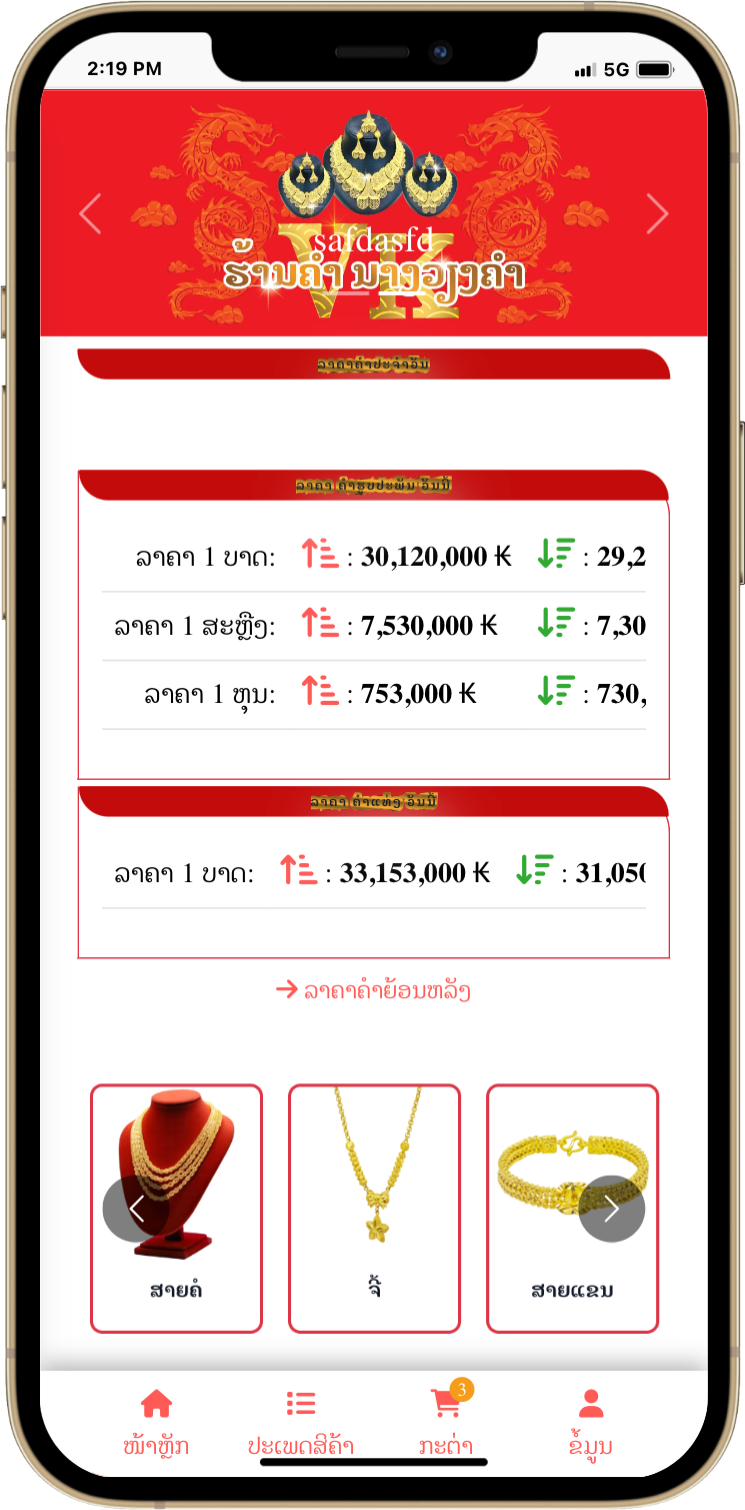 2:19 PM
5G
safdasfd
VK
ຮ້ານຄຳ ນາງວຽງຄຳ
ລາຄາຄຳປະຈຳວັນ
ລາຄາ ຄຳຮູບປະພັນ ວັນນີ້
ລາຄາ 1 ບາດ: : 30,120,000 ₭ : 29,2
ລາຄາ 1 ສະຫຼຶງ: : 7,530,000 ₭ : 7,30
ລາຄາ 1 ຫຸນ: : 753,000 ₭ : 730,
ລາຄາ ຄຳແທ່ງ ວັນນີ້
ລາຄາ 1 ບາດ: : 33,153,000 ₭ : 31,050
ລາຄາຄຳຍ້ອນຫລັງ
ສາຍຄໍ
ຈີ້
ສາຍແຂນ
3
ໜ້າຫຼັກ
ປະເພດສິຄ້າ
ກະຕ່າ
ຂໍ້ມູນ